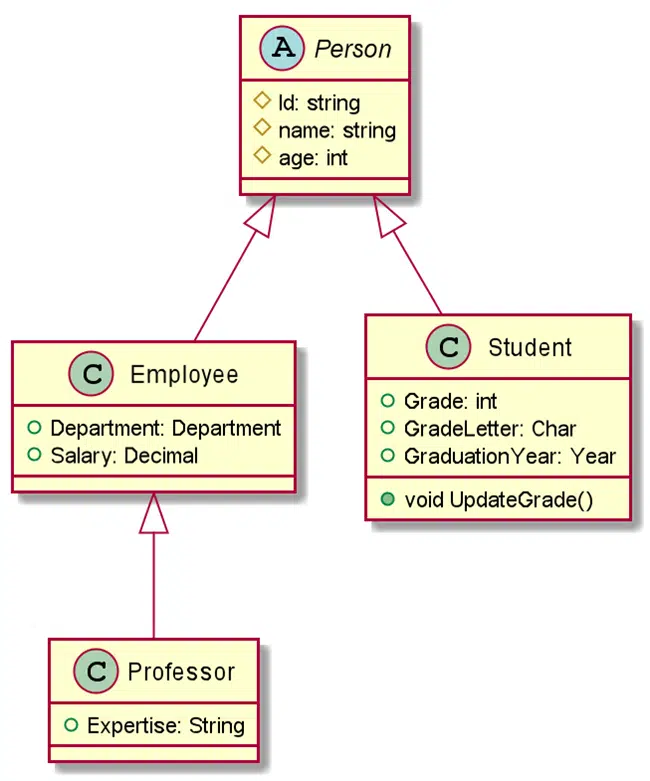 A Person
Id: string
name: string
age: int
C Employee
Department: Department
Salary: Decimal
C Student
Grade: int
GradeLetter: Char
GraduationYear: Year
void UpdateGrade()
C Professor
Expertise: String